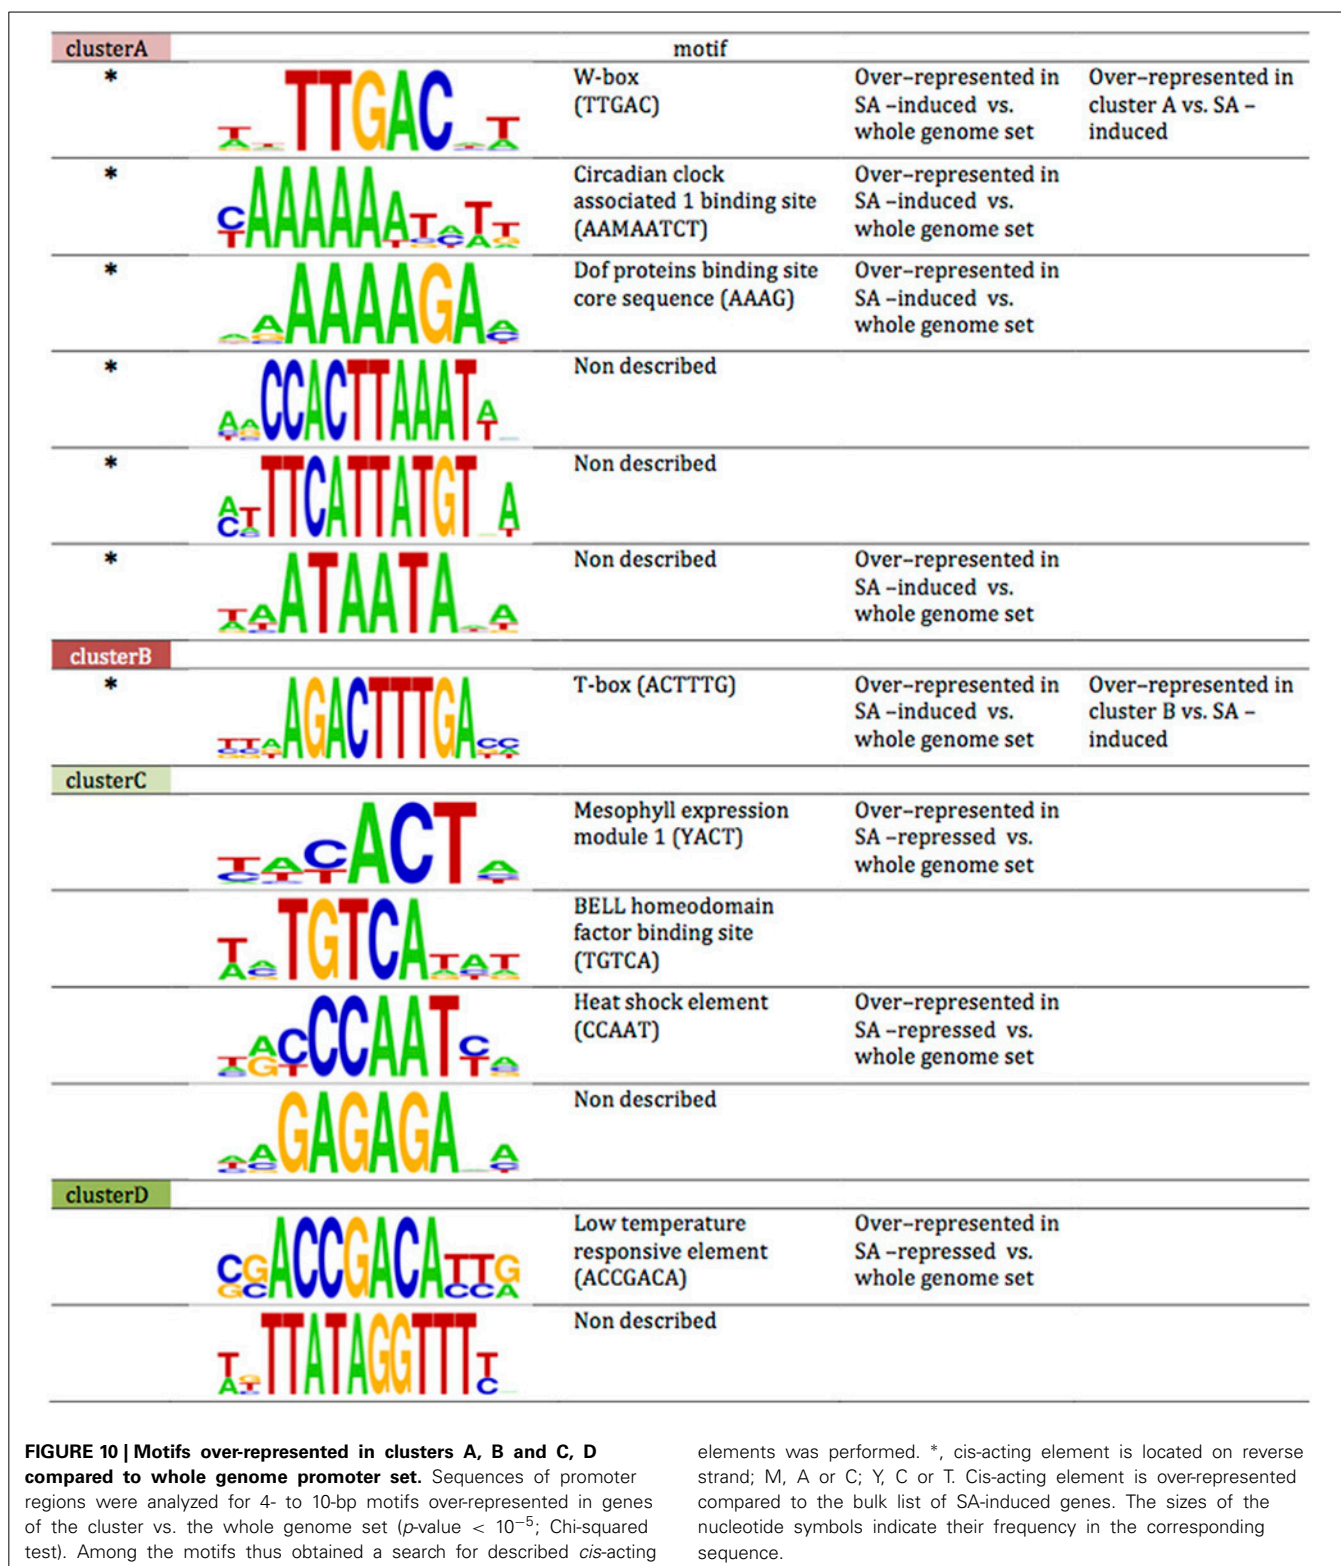 clusterA motif
* W-box Over–represented in Over–represented in
(TTGAC) SA –induced vs. cluster A vs. SA –
whole genome set induced
TTGAC
* Circadian clock Over–represented in
associated 1 binding site SA –induced vs.
(AAMAATCT) whole genome set
* Dof proteins binding site Over–represented in
core sequence (AAAG) SA –induced vs.
whole genome set
AAAAGA
* Non described
CCACTTAAAT
* Non described
TTCATTATGT
* Non described Over–represented in
SA –induced vs.
whole genome set
ATAATA
clusterB
* T-box (ACTTTG) Over–represented in Over–represented in
SA –induced vs. cluster B vs. SA –
whole genome set induced
AGACTTTGA
clusterC
Mesophyll expression Over–represented in
module 1 (YACT) SA –repressed vs.
whole genome set
ACT
BELL homeodomain
factor binding site
(TGTCA)
TGTCA
Heat shock element Over–represented in
(CCAAT) SA –repressed vs.
whole genome set
CCAAT
Non described
GAGAGA
clusterD
Low temperature Over–represented in
responsive element SA –repressed vs.
(ACCGACA) whole genome set
ACCGACA
Non described
TTATAGGTTT
FIGURE 10 | Motifs over-represented in clusters A, B and C, D
compared to whole genome promoter set. Sequences of promoter
regions were analyzed for 4- to 10-bp motifs over-represented in genes
of the cluster vs. the whole genome set (p-value < 10−5; Chi-squared
test). Among the motifs thus obtained a search for described cis-acting
elements was performed. *, cis-acting element is located on reverse
strand; M, A or C; Y, C or T. Cis-acting element is over-represented
compared to the bulk list of SA-induced genes. The sizes of the
nucleotide symbols indicate their frequency in the corresponding
sequence.